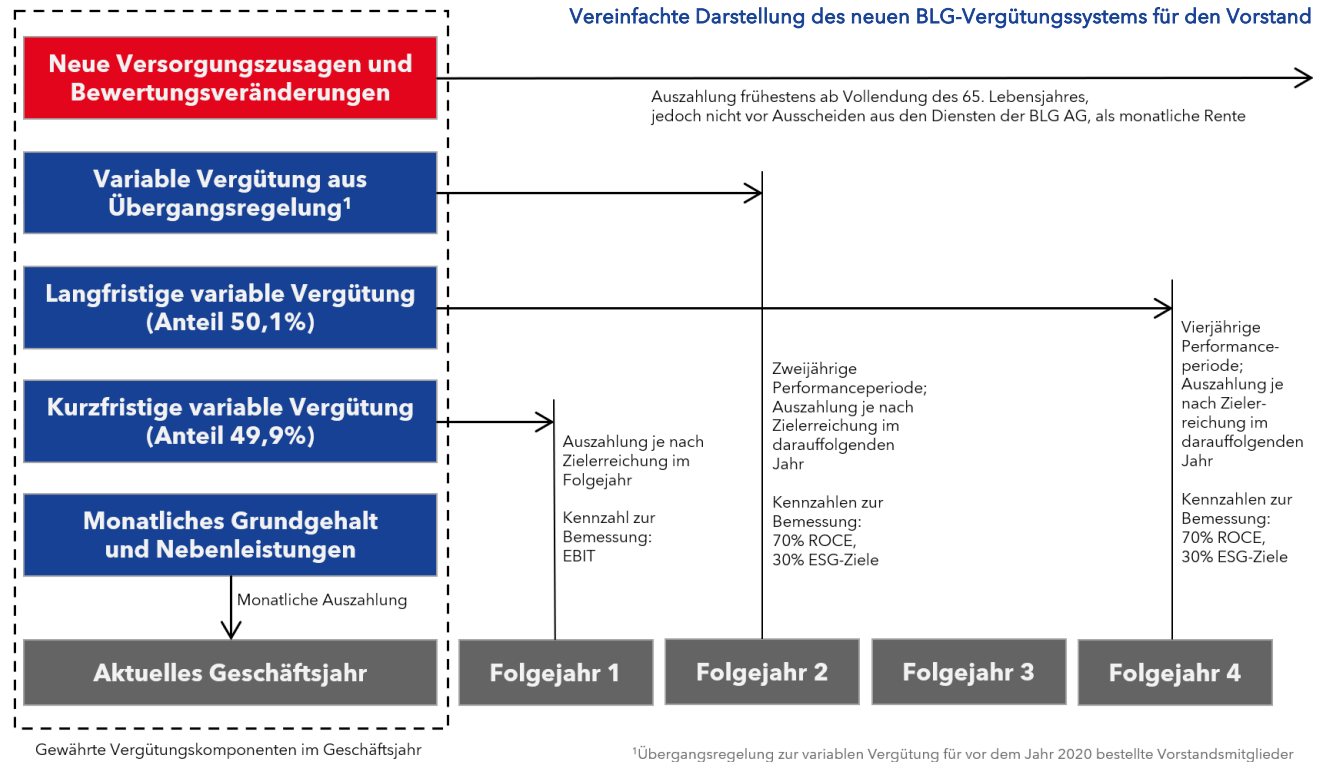 Vereinfachte Darstellung des neuen BLG-Vergütungssystems für den Vorstand
Neue Versorgungszusagen und
Bewertungsveränderungen
Auszahlung frühestens ab Vollendung des 65. Lebensjahres,
jedoch nicht vor Ausscheiden aus den Diensten der BLG AG, als monatliche Rente
Variable Vergütung aus
Übergangsregelung¹
Langfristige variable Vergütung
(Anteil 50,1%)
Kurzfristige variable Vergütung
(Anteil 49,9%)
Monatliches Grundgehalt
und Nebenleistungen
Monatliche Auszahlung
Auszahlung je nach
Zielerreichung im
Folgejahr
Kennzahl zur
Bemessung:
EBIT
Zweijährige
Performanceperiode;
Auszahlung je nach
Zielerreichung im
darauffolgenden
Jahr
Kennzahlen zur
Bemessung:
70% ROCE,
30% ESG-Ziele
Vierjährige
Performance-
periode;
Auszahlung je
nach Zieler-
reichung im
darauffolgenden
Jahr
Kennzahlen zur
Bemessung:
70% ROCE,
30% ESG-Ziele
Aktuelles Geschäftsjahr
Folgejahr 1
Folgejahr 2
Folgejahr 3
Folgejahr 4
Gewährte Vergütungskomponenten im Geschäftsjahr
¹Übergangsregelung zur variablen Vergütung für vor dem Jahr 2020 bestellte Vorstandsmitglieder